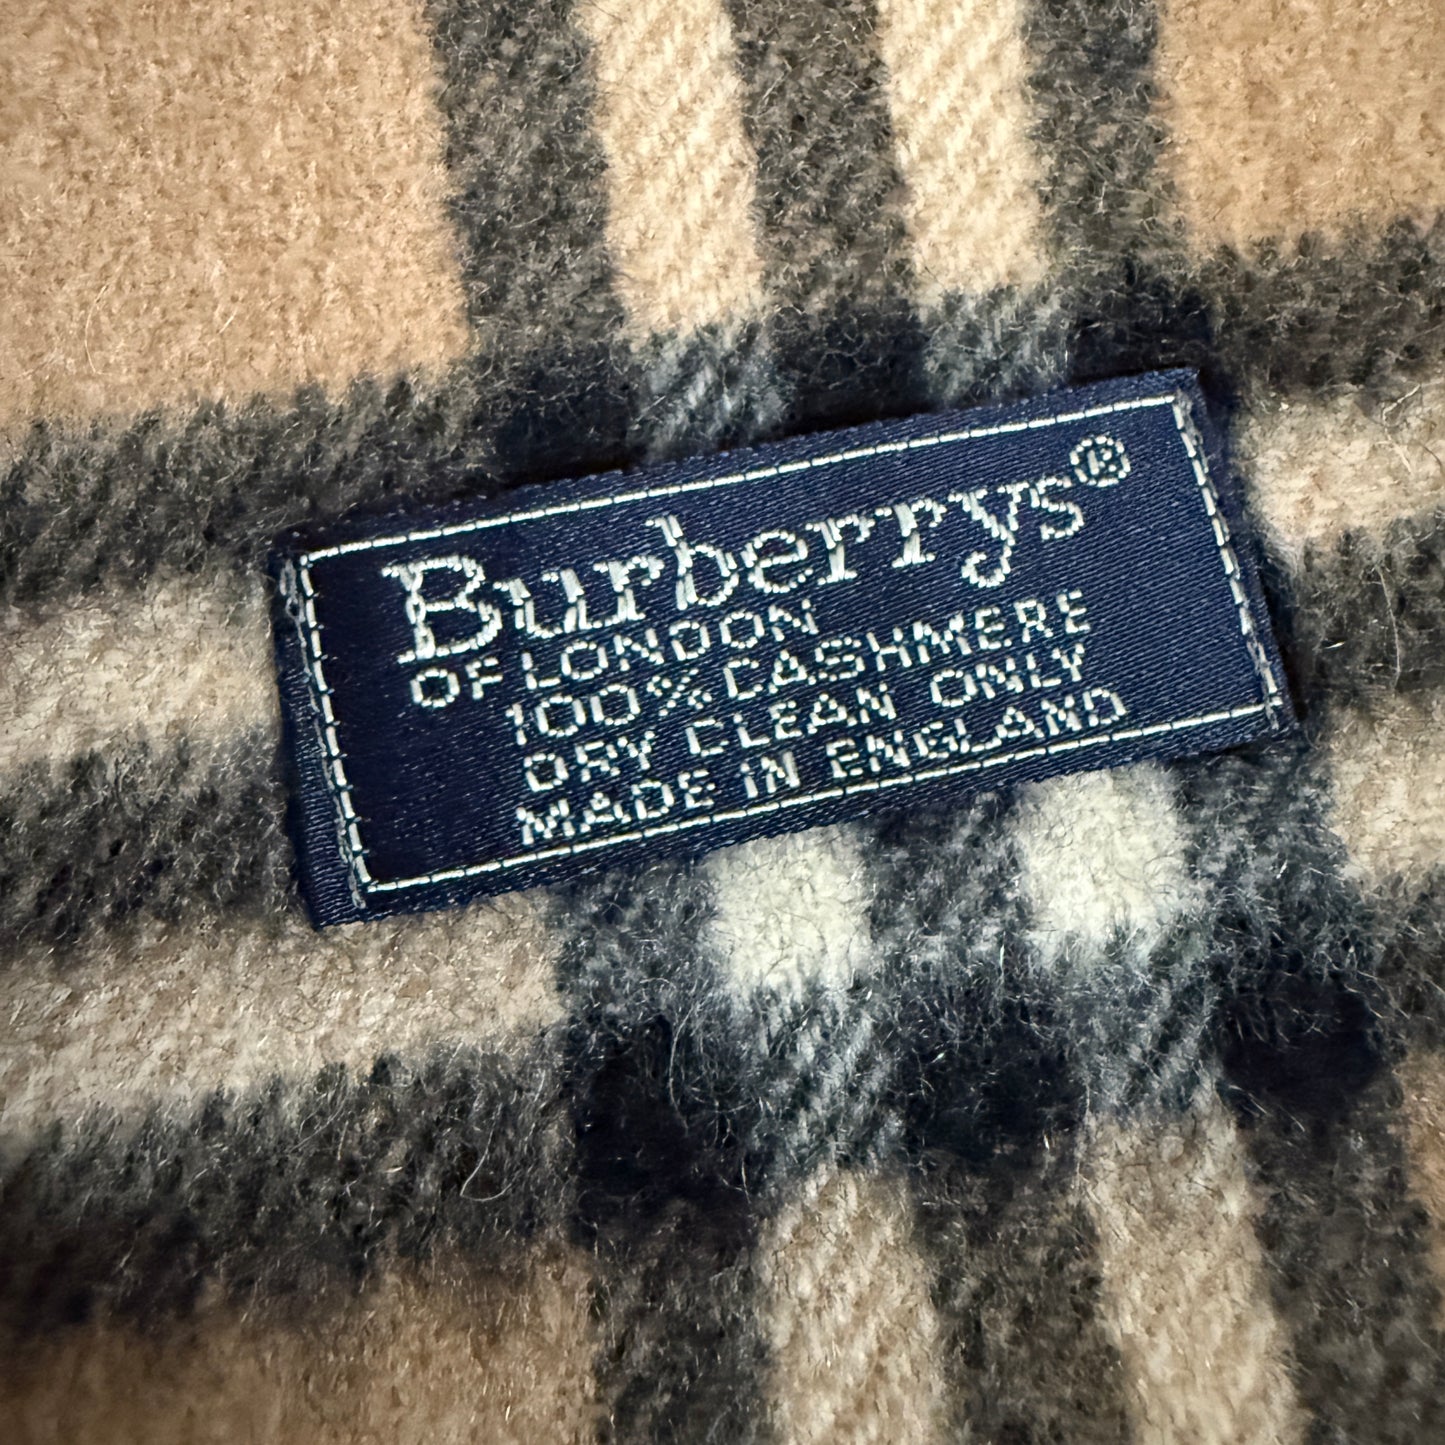 Burberrys®
OF LONDON
100% CASHMERE
DRY CLEAN ONLY
MADE IN ENGLAND